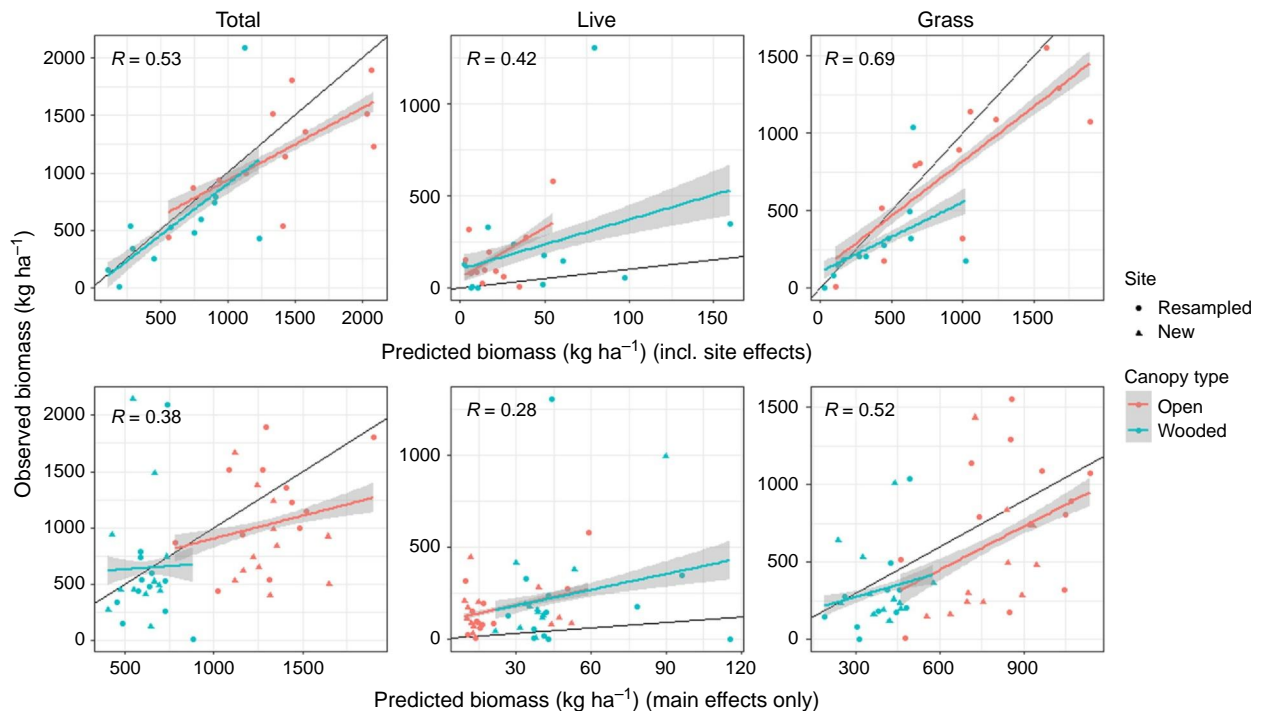 Total Live Grass
R = 0.53
R = 0.42
R = 0.69
2000
1500
1000
500
0
1000
500
0
1500
1000
500
0
500 1000 1500 2000
0 50 100 150
0 500 1000 1500
Predicted biomass (kg ha⁻¹) (incl. site effects)
Observed biomass (kg ha⁻¹)
R = 0.38
R = 0.28
R = 0.52
2000
1500
1000
500
0
1000
500
0
1500
1000
500
0
500 1000 1500
30 60 90 120
300 600 900
Predicted biomass (kg ha⁻¹) (main effects only)
Site
Resampled
New
Canopy type
Open
Wooded